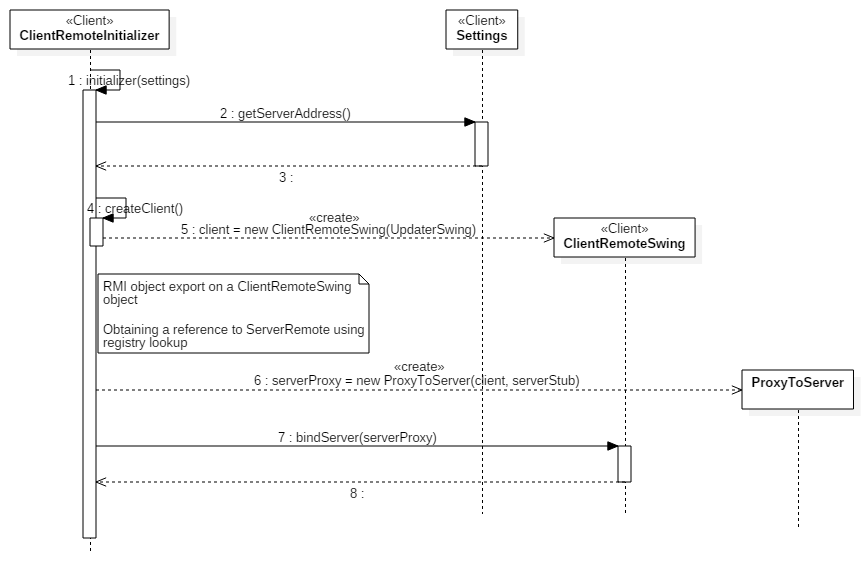 «Client»
ClientRemoteInitializer
«Client»
Settings
1 : initializer(settings)
2 : getServerAddress()
3 :
4 : createClient()
«create»
5 : client = new ClientRemoteSwing(UpdaterSwing)
«Client»
ClientRemoteSwing
RMI object export on a ClientRemoteSwing
object
Obtaining a reference to ServerRemote using
registry lookup
«create»
6 : serverProxy = new ProxyToServer(client, serverStub)
ProxyToServer
7 : bindServer(serverProxy)
8 :